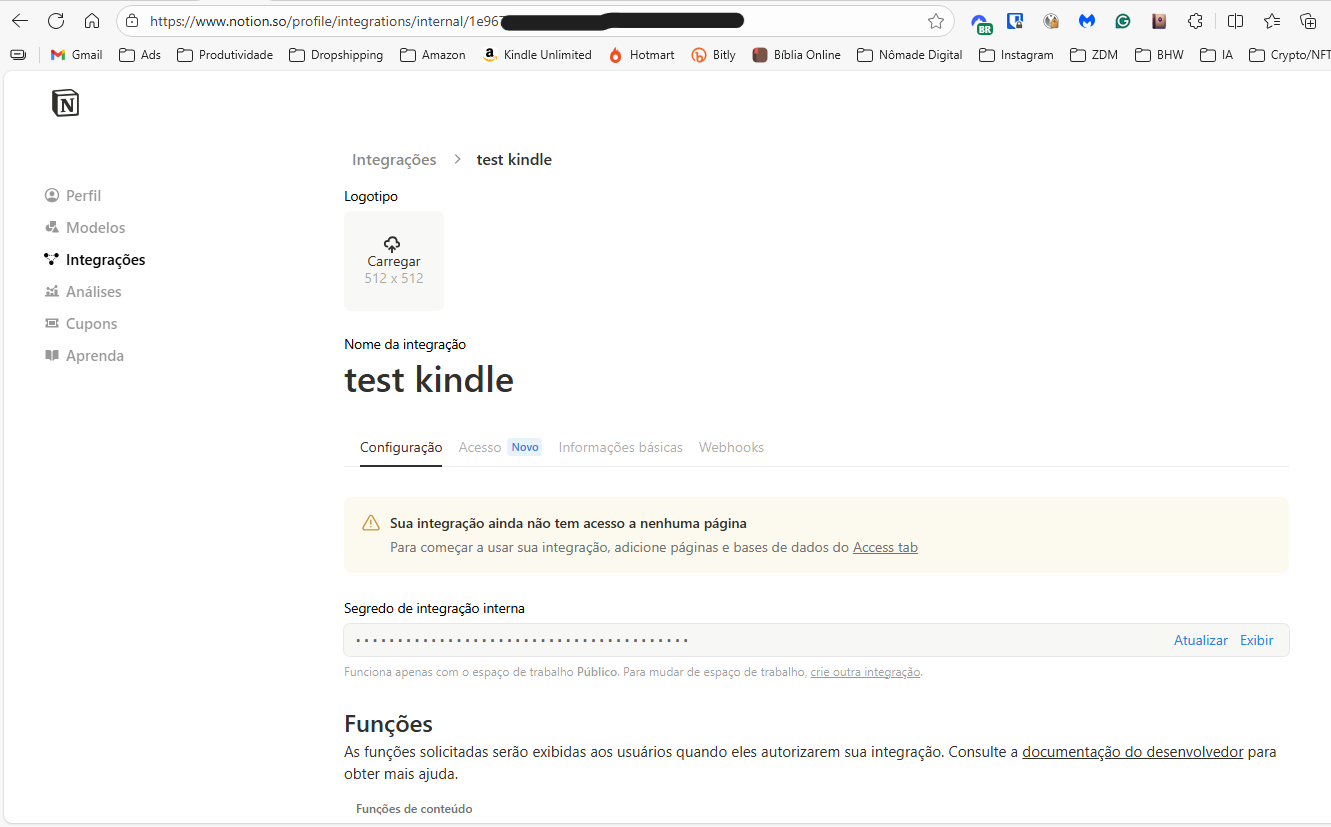 https://www.notion.so/profile/integrations/internal/1e967
BR
Gmail Ads Produtividade Dropshipping Amazon Kindle Unlimited Hotmart Bitly Bíblia Online Nômade Digital Instagram ZDM BHW IA Crypto/NFT
Integrações > test kindle
Logotipo
Carregar
512 x 512
Perfil
Modelos
Integrações
Análises
Cupons
Aprenda
Nome da integração
test kindle
Configuração Acesso Novo Informações básicas Webhooks
Sua integração ainda não tem acesso a nenhuma página
Para começar a usar sua integração, adicione páginas e bases de dados do Access tab
Segredo de integração interna
Atualizar Exibir
Funciona apenas com o espaço de trabalho Público. Para mudar de espaço de trabalho, crie outra integração.
Funções
As funções solicitadas serão exibidas aos usuários quando eles autorizarem sua integração. Consulte a documentação do desenvolvedor para
obter mais ajuda.
Funções de conteúdo